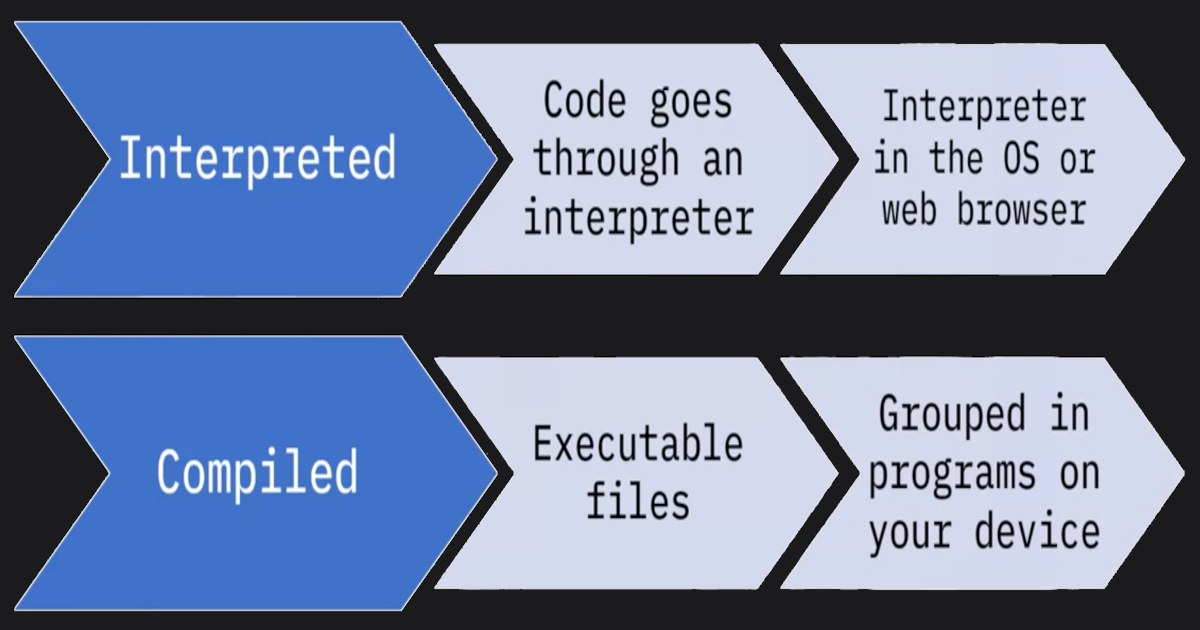 Interpreted
Code goes
through an
interpreter
Interpreter
in the OS or
web browser
Compiled
Executable
files
Grouped in
programs on
your device